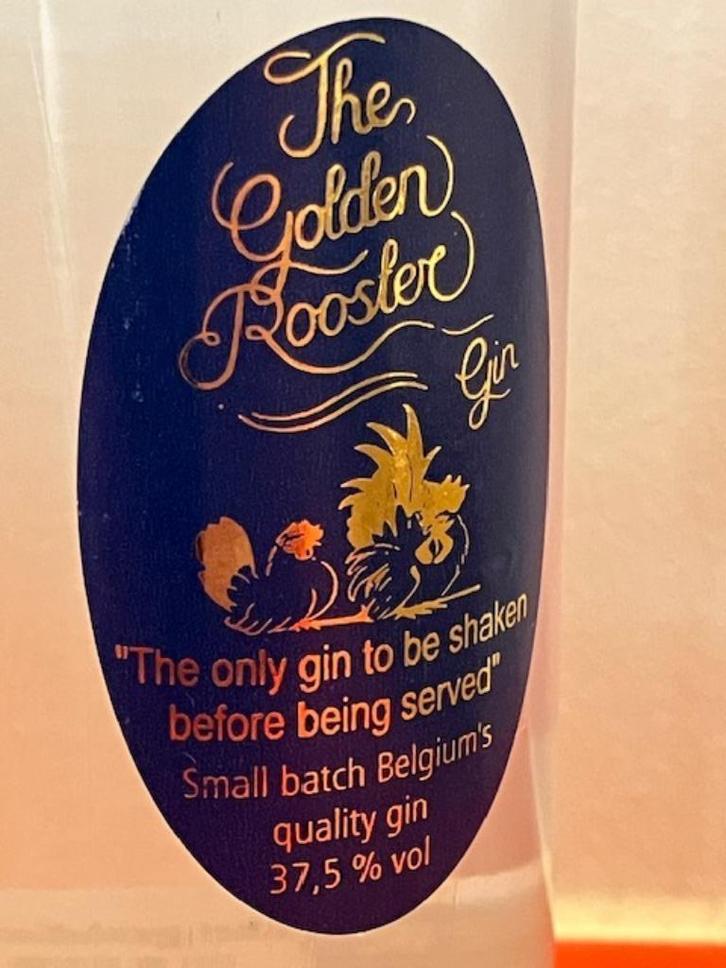 The
Golden
Rooster
Gin
"The only gin to be shaken
before being served"
Small batch Belgium's
quality gin
37,5 % vol